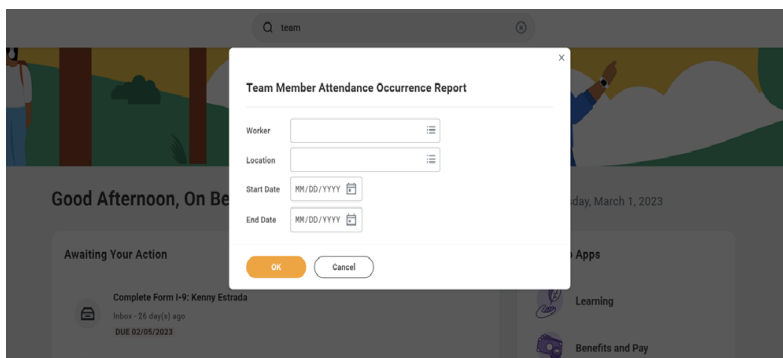 team
x
Team Member Attendance Occurrence Report
Worker
Location
Start Date MM/DD/YYYY
End Date MM/DD/YYYY
OK Cancel
Good Afternoon, On Be
day, March 1, 2023
Awaiting Your Action
Apps
Complete Form I-9: Kenny Estrada
Inbox - 26 day(s) ago
DUE 02/05/2023
Learning
Benefits and Pay